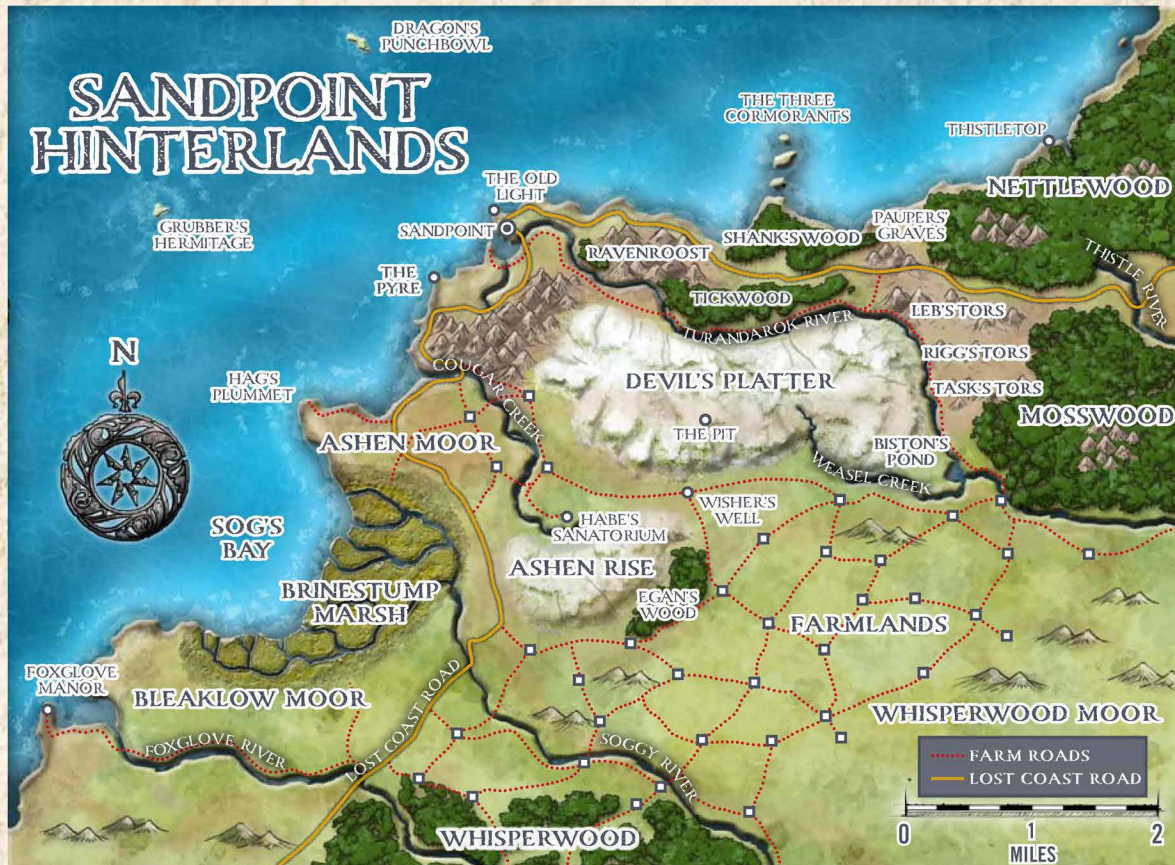 DRAGON'S
PUNCHBOWL
SANDPOINT
HINTERLANDS
THE THREE
CORMORANTS
THISTLETOP
NETTLEWOOD
THE OLD
LIGHT
SANDPOINT
GRUBBER'S
HERMITAGE
PAUPERS'
GRAVES
SHANK'S WOOD
RAVENROOST
THE
PYRE
THISTLE RIVER
TICKWOOD
LEB'S TORS
TURANDAROK RIVER
RIGG'S TORS
N
COUGAR CREEK
DEVIL'S PLATTER
TASK'S TORS
HAG'S
PLUMMET
MOSSWOOD
THE PIT
ASHEN MOOR
BISTON'S
POND
WEASEL CREEK
WISHER'S
WELL
HABE'S
SANATORIUM
SOG'S
BAY
ASHEN RISE
BRINESTUMP
MARSH
EGAN'S
WOOD
FARMLANDS
FOXGLOVE
MANOR
BLEAKLOW MOOR
WHISPERWOOD MOOR
FOXGLOVE RIVER
LOST COAST ROAD
SOGGY RIVER
FARM ROADS
LOST COAST ROAD
WHISPERWOOD
0 1 2
MILES